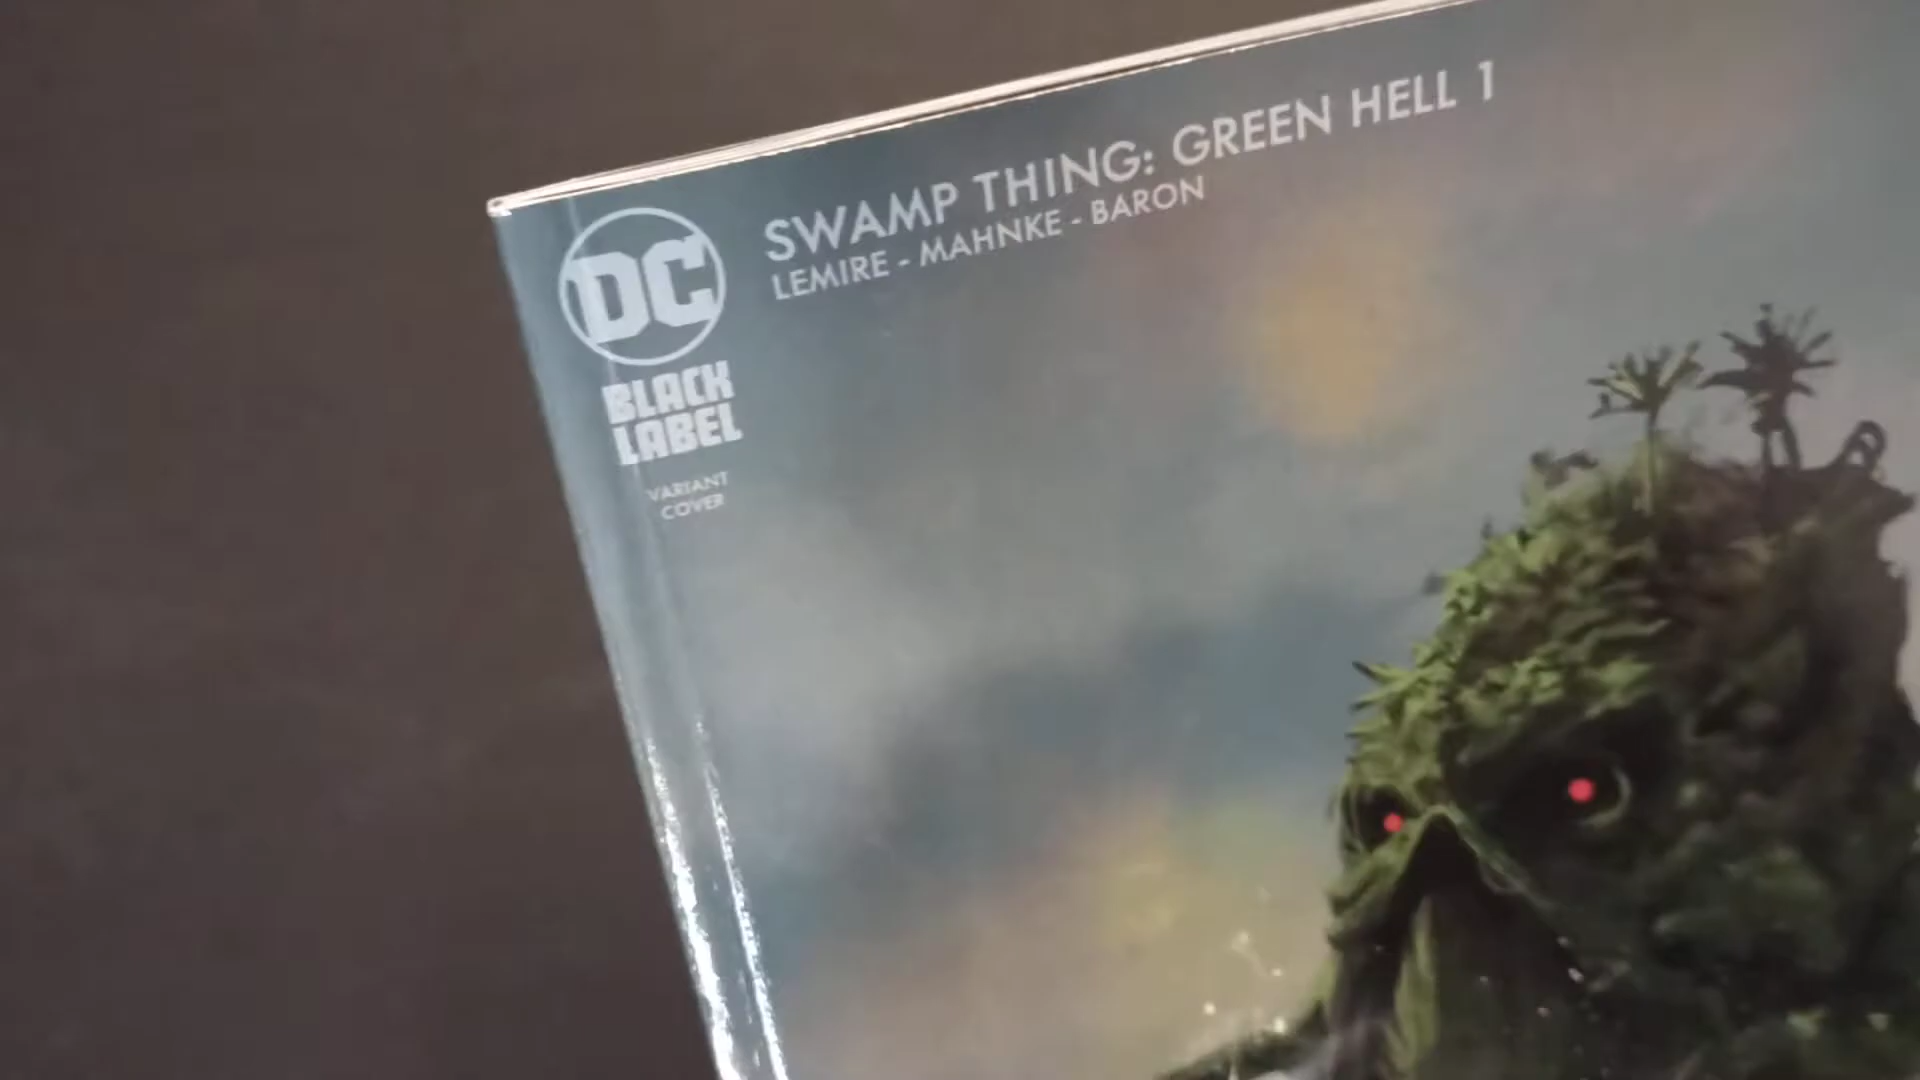 SWAMP THING: GREEN HELL 1
LEMIRE - MAHNKE - BARON
DC
BLACK
LABEL
VARIANT
COVER